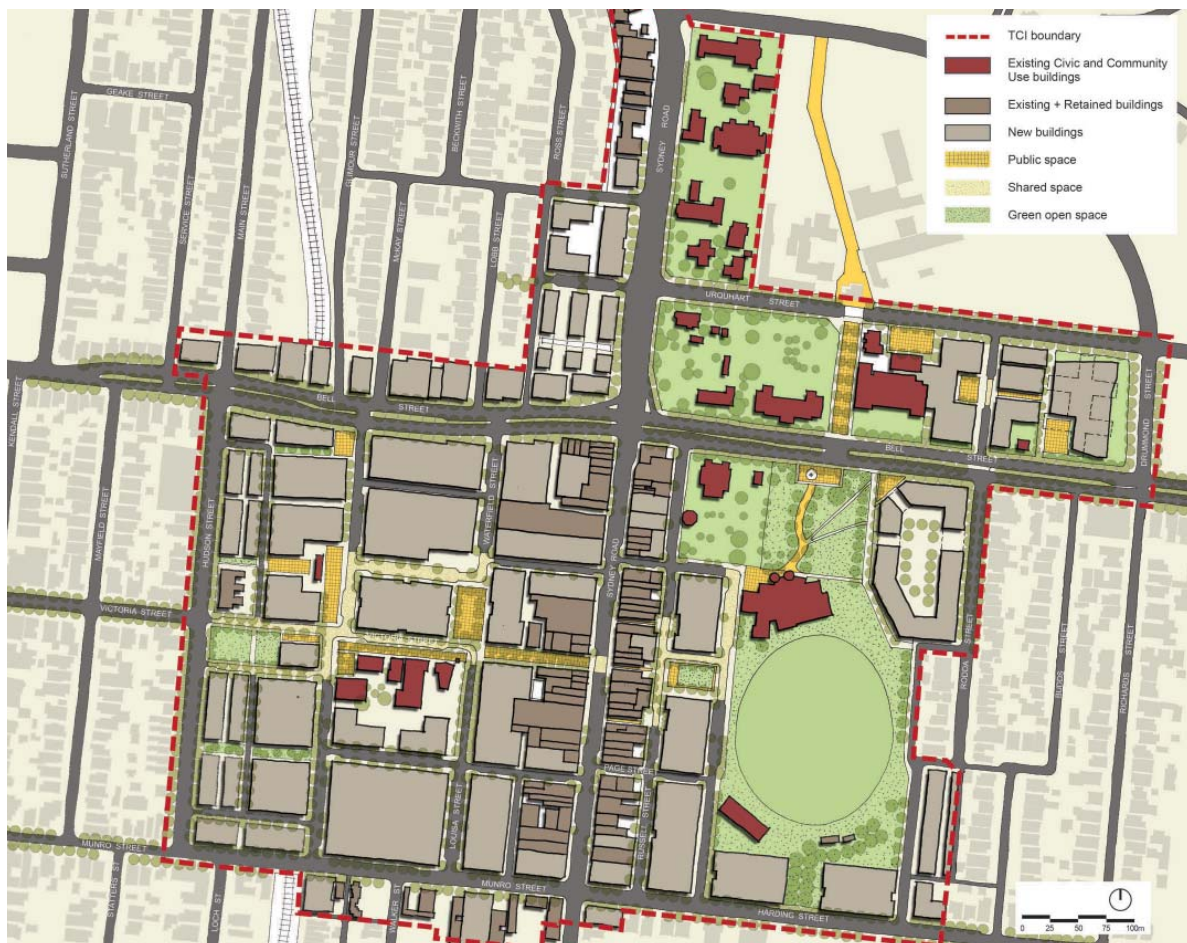 TCI boundary
Existing Civic and Community
Use buildings
Existing + Retained buildings
New buildings
Public space
Shared space
Green open space
GEAKE STREET
SUTHERLAND STREET
SERVICE STREET
MAIN STREET
GILMOUR STREET
McKAY STREET
BECKWITH STREET
LOBB STREET
ROSS STREET
SYDNEY ROAD
URQUHART STREET
DRUMMOND STREET
BELL STREET
BELL STREET
KENDALL STREET
MAYFIELD STREET
HUDSON STREET
WATERFIELD STREET
SYDNEY ROAD
VICTORIA STREET
VICTORIA STREET
RODDA STREET
BUDDS STREET
RICHARDS STREET
PAGE STREET
LOUISA STREET
RUSSELL STREET
MUNRO STREET
MUNRO STREET
HARDING STREET
STATTERS ST
LOCH ST
WALKER ST
0 25 50 75 100m